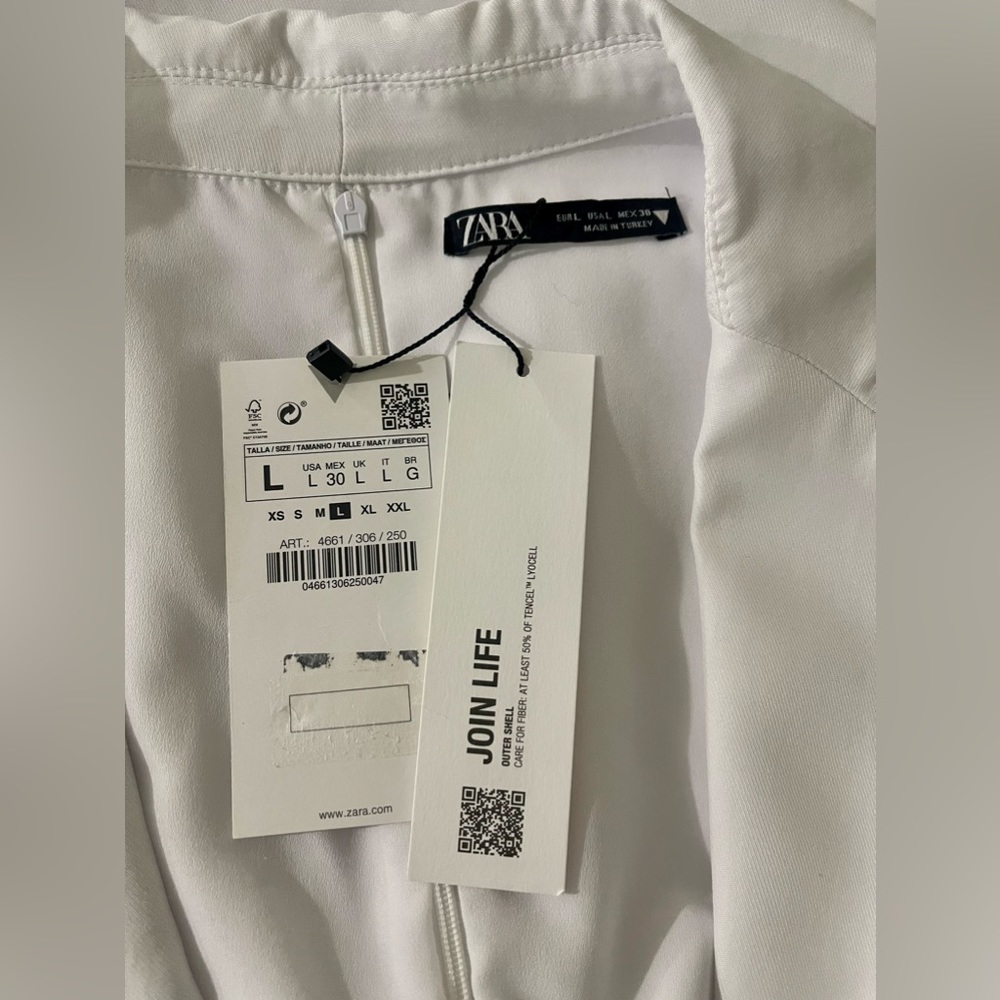 ZARA
EUR L USA L MEX 30
MADE IN TURKEY
FSC
®
TALLA / SIZE / TAMANHO / TAILLE / MAAT / ΜΕΓΕΘΟΣ
L
USA MEX UK IT BR
L 30 L L G
XS S M L XL XXL
ART.: 4661 / 306 / 250
04661306250047
www.zara.com
JOIN LIFE
OUTER SHELL
CARE FOR FIBER: AT LEAST 50% OF TENCEL™ LYOCELL